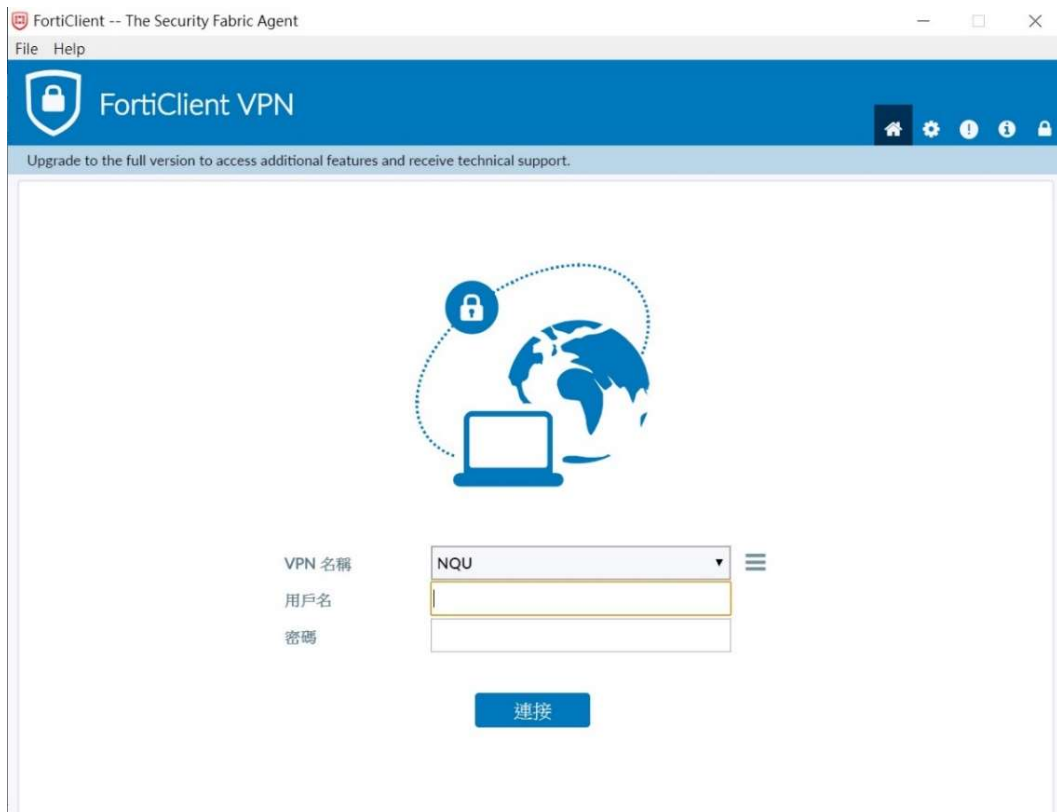 FortiClient -- The Security Fabric Agent
File Help
FortiClient VPN
Upgrade to the full version to access additional features and receive technical support.
VPN 名稱 NQU
用戶名
密碼
連接